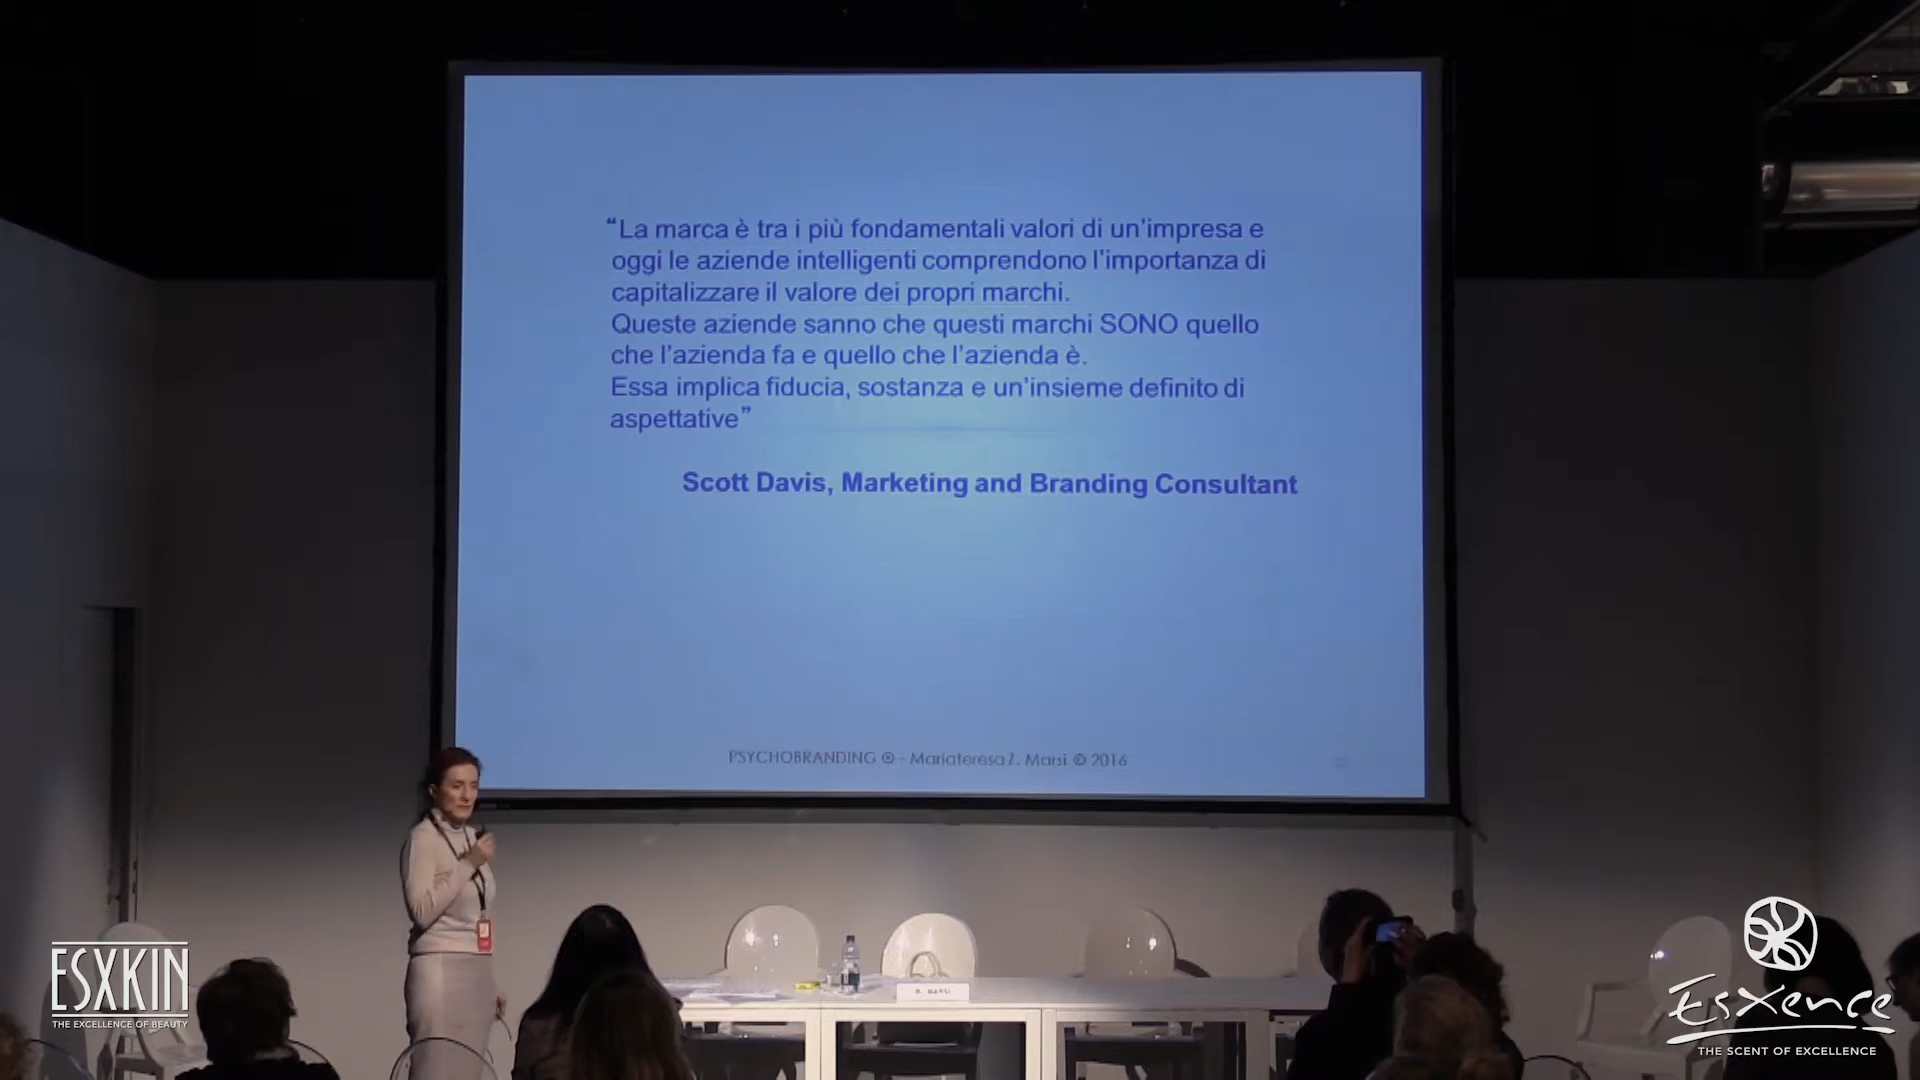 “La marca è tra i più fondamentali valori di un'impresa e
oggi le aziende intelligenti comprendono l'importanza di
capitalizzare il valore dei propri marchi.
Queste aziende sanno che questi marchi SONO quello
che l'azienda fa e quello che l'azienda è.
Essa implica fiducia, sostanza e un'insieme definito di
aspettative”
Scott Davis, Marketing and Branding Consultant
PSYCHOBRANDING ® - Mariateresa Z. Marsi © 2016
ESXKIN
THE EXCELLENCE OF BEAUTY
Esxence
THE SCENT OF EXCELLENCE